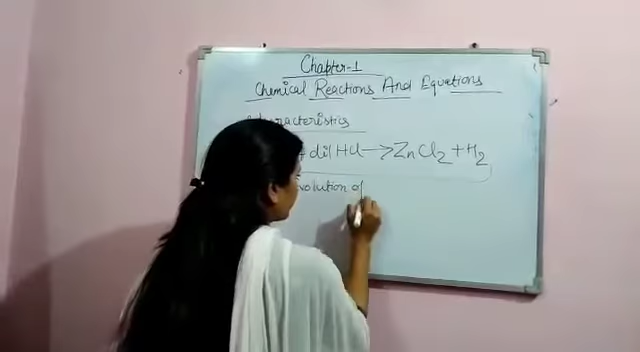 Chapter-1
Chemical Reactions And Equations
characteristics
dil HCl → ZnCl2 + H2
volution of